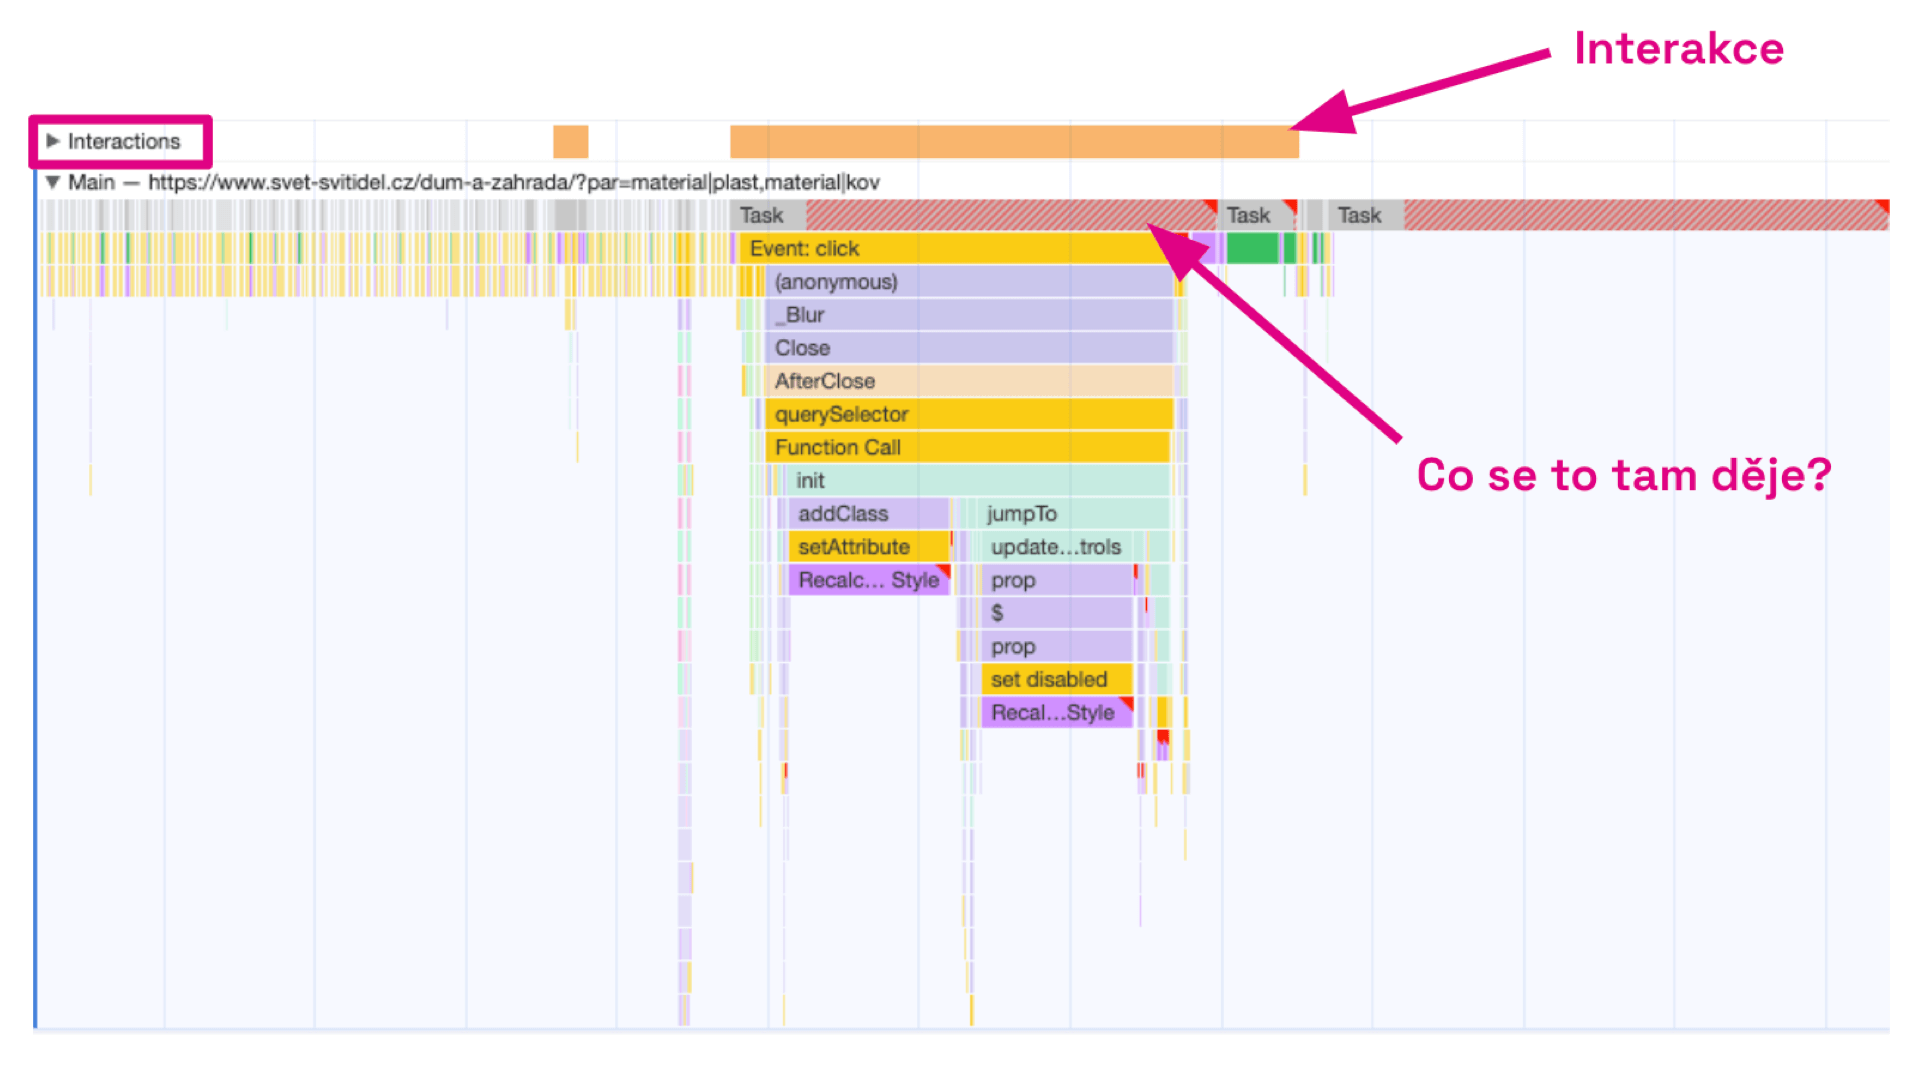 Interakce
Interactions
Main — https://www.svet-svitidel.cz/dum-a-zahrada/?par=material|plast,material|kov
Task
Task
Task
Event: click
(anonymous)
_Blur
Close
AfterClose
querySelector
Function Call
Co se to tam děje?
init
addClass
jumpTo
setAttribute
update…trols
Recalc… Style
prop
$
prop
set disabled
Recal…Style